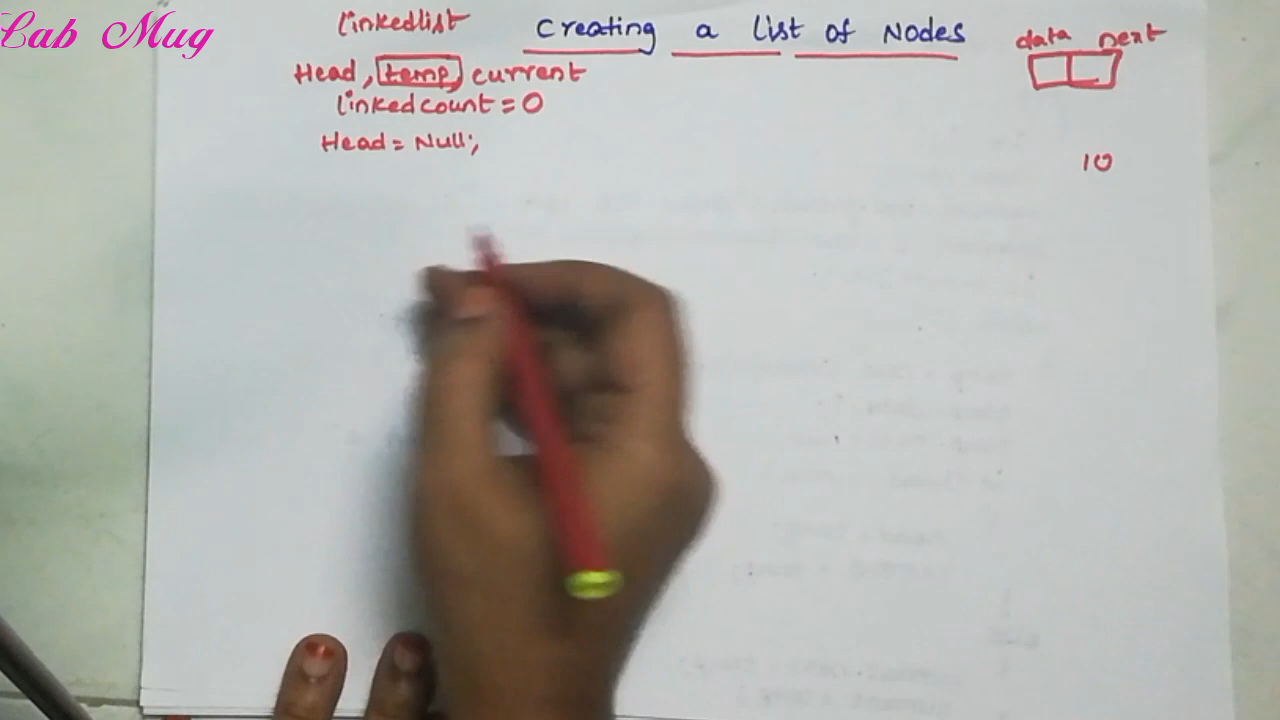 Lab Mug
linkedlist
Creating a List of Nodes
data next
Head, temp, current
linkedcount = 0
Head = Null;
10